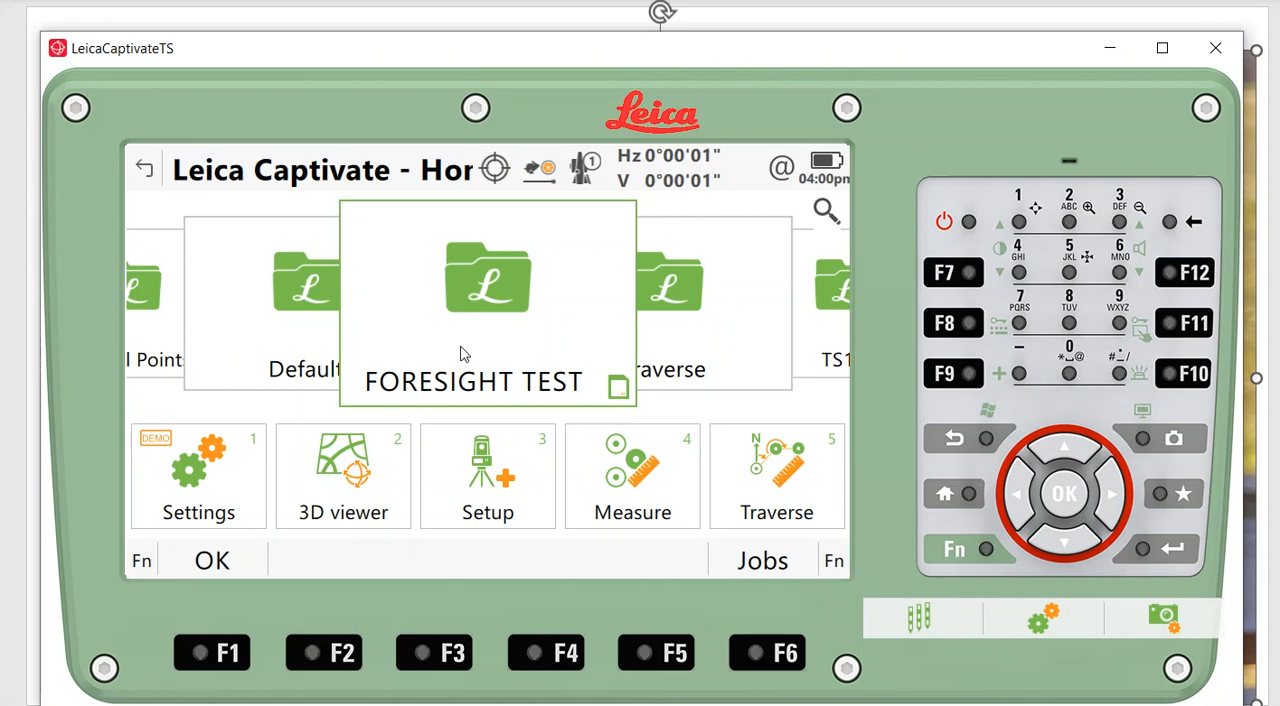 LeicaCaptivateTS
Leica
Leica Captivate - Hor
1
Hz 0°00'01"
V 0°00'01"
@
04:00pm
l Point
Default
FORESIGHT TEST
raverse
TS1
DEMO
1
Settings
2
3D viewer
3
Setup
4
Measure
N
5
Traverse
Fn
OK
Jobs
Fn
F1
F2
F3
F4
F5
F6
1
2 ABC
3 DEF
4 GHI
5 JKL
6 MNO
F7
F12
7 PQRS
8 TUV
9 WXYZ
F8
F11
−
0 *_@
. #_/
F9
+
F10
OK
Fn